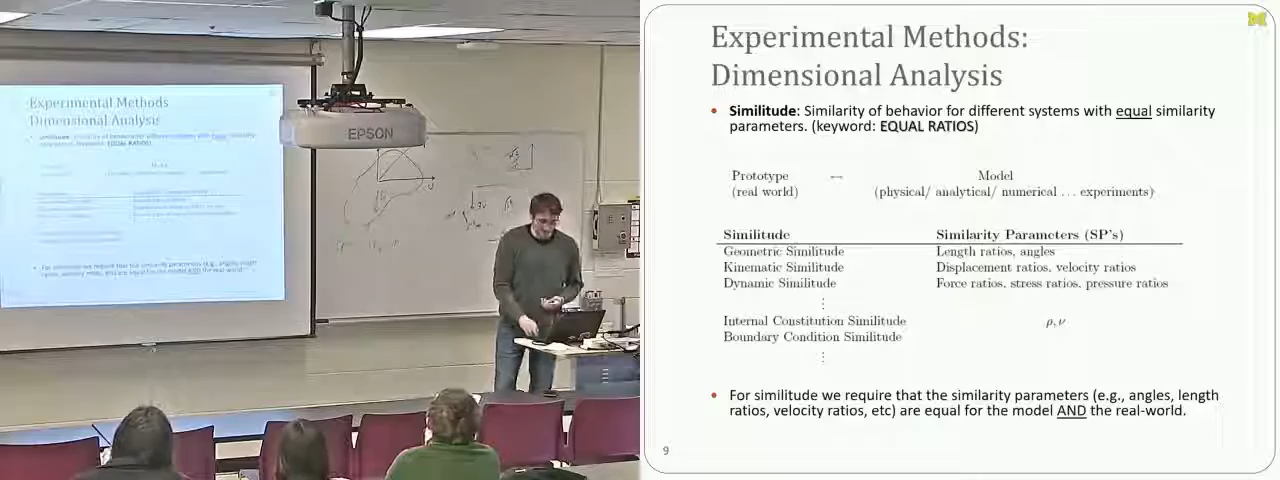 Experimental Methods
Dimensional Analysis
EPSON
Experimental Methods:
Dimensional Analysis
• Similitude: Similarity of behavior for different systems with equal similarity
parameters. (keyword: EQUAL RATIOS)
Prototype ↔ Model
(real world) (physical/ analytical/ numerical ... experiments)
Similitude Similarity Parameters (SP's)
Geometric Similitude Length ratios, angles
Kinematic Similitude Displacement ratios, velocity ratios
Dynamic Similitude Force ratios, stress ratios, pressure ratios
⋮
Internal Constitution Similitude ρ, ν
Boundary Condition Similitude
⋮
• For similitude we require that the similarity parameters (e.g., angles, length
ratios, velocity ratios, etc) are equal for the model AND the real-world.
9